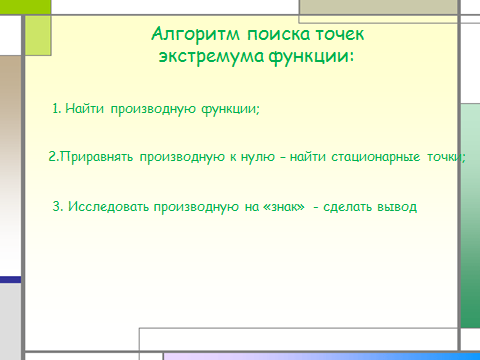 Алгоритм поиска точек
экстремума функции:
1. Найти производную функции;
2.Приравнять производную к нулю – найти стационарные точки;
3. Исследовать производную на «знак» - сделать вывод